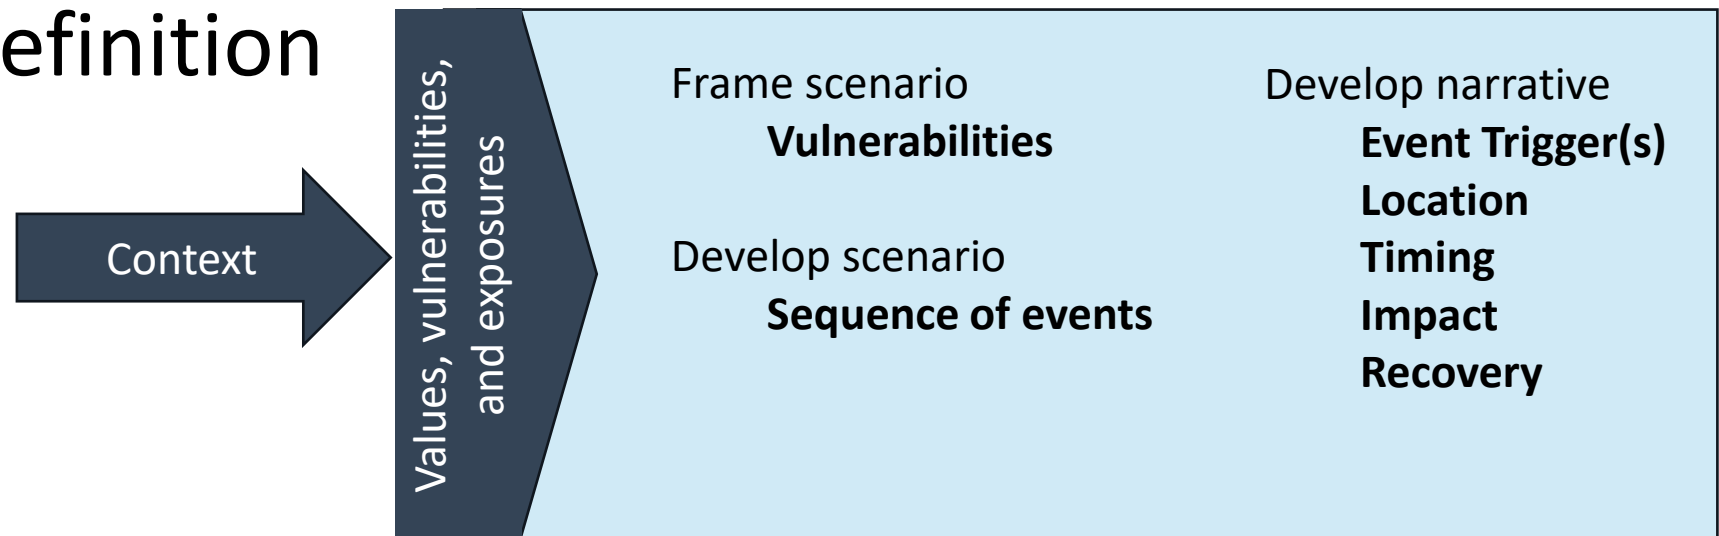 efinition
Context
Values, vulnerabilities,
and exposures
Frame scenario
Vulnerabilities
Develop scenario
Sequence of events
Develop narrative
Event Trigger(s)
Location
Timing
Impact
Recovery